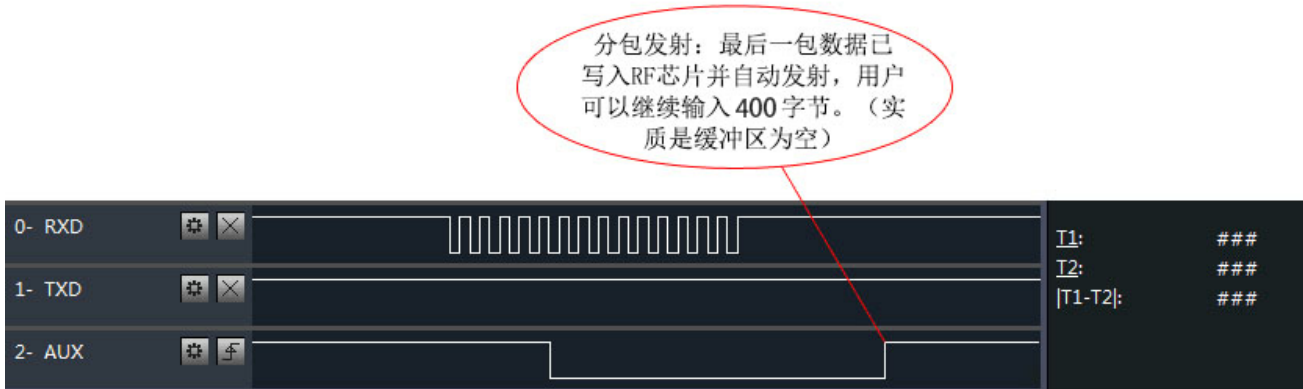 分包发射：最后一包数据已
写入RF芯片并自动发射，用户
可以继续输入400字节。（实
质是缓冲区为空）
0- RXD
T1: ###
T2: ###
1- TXD
|T1-T2|: ###
2- AUX